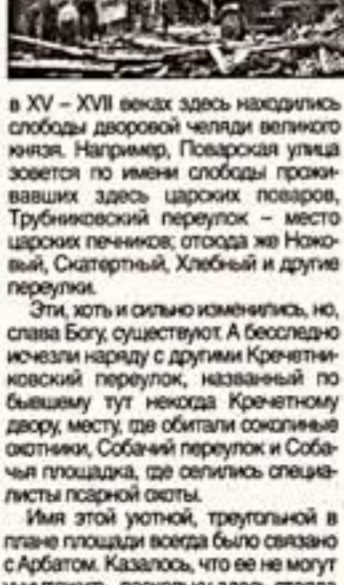 в XV – XVII веках здесь находились
слободы дворовой челяди великого
князя. Например, Поварская улица
зовется по имени слободы прожи-
вавших здесь царских поваров,
Трубниковский переулок – место
царских печников; отсюда же Ножо-
вый, Скатертный, Хлебный и другие
переулки.
Эти, хоть и сильно изменились, но,
слава Богу, существуют. А бесследно
исчезли наряду с другими Кречетни-
ковский переулок, названный по
бывшему тут некогда Кречетному
двору, месту, где обитали соколиные
охотники, Собачий переулок и Соба-
чья площадка, где селились специа-
листы псарной охоты.
Имя этой уютной, треугольной в
плане площади всегда было связано
с Арбатом. Казалось, что ее не могут